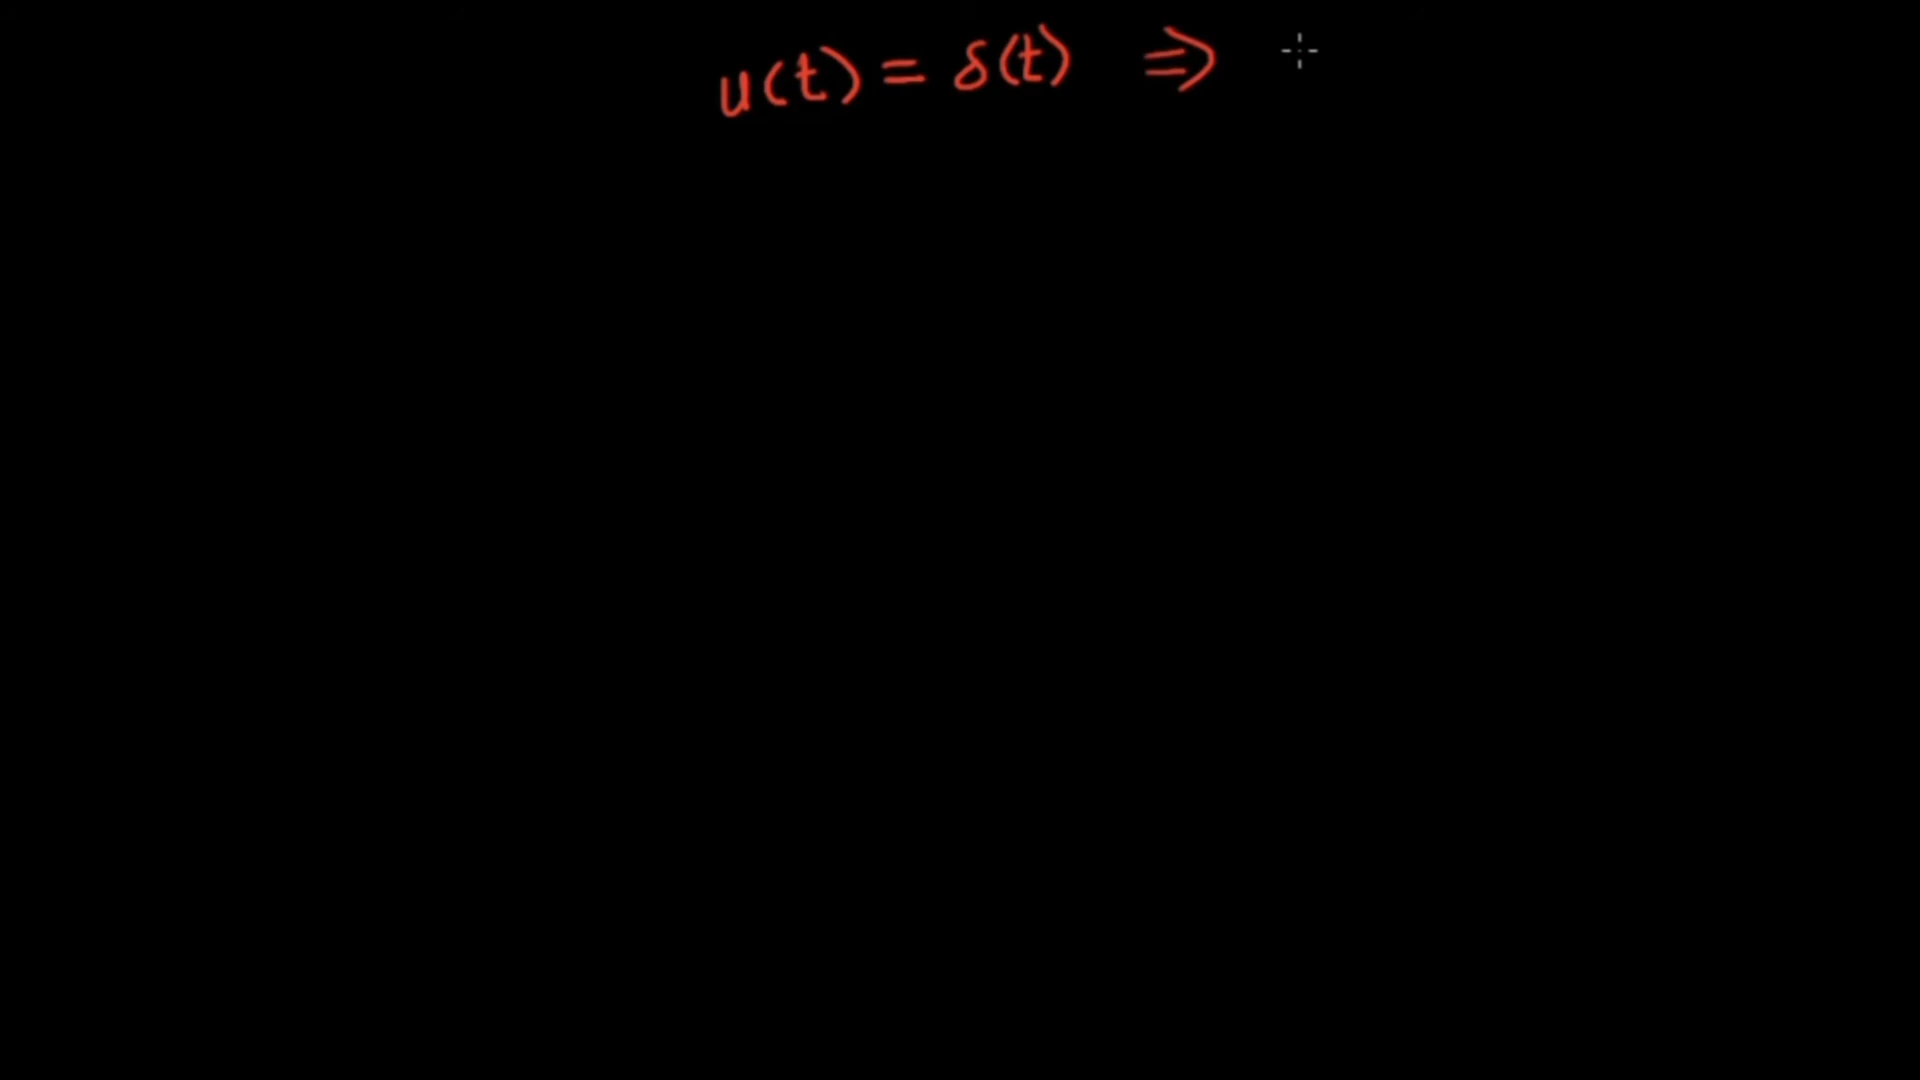 u(t) = δ(t) ⇒